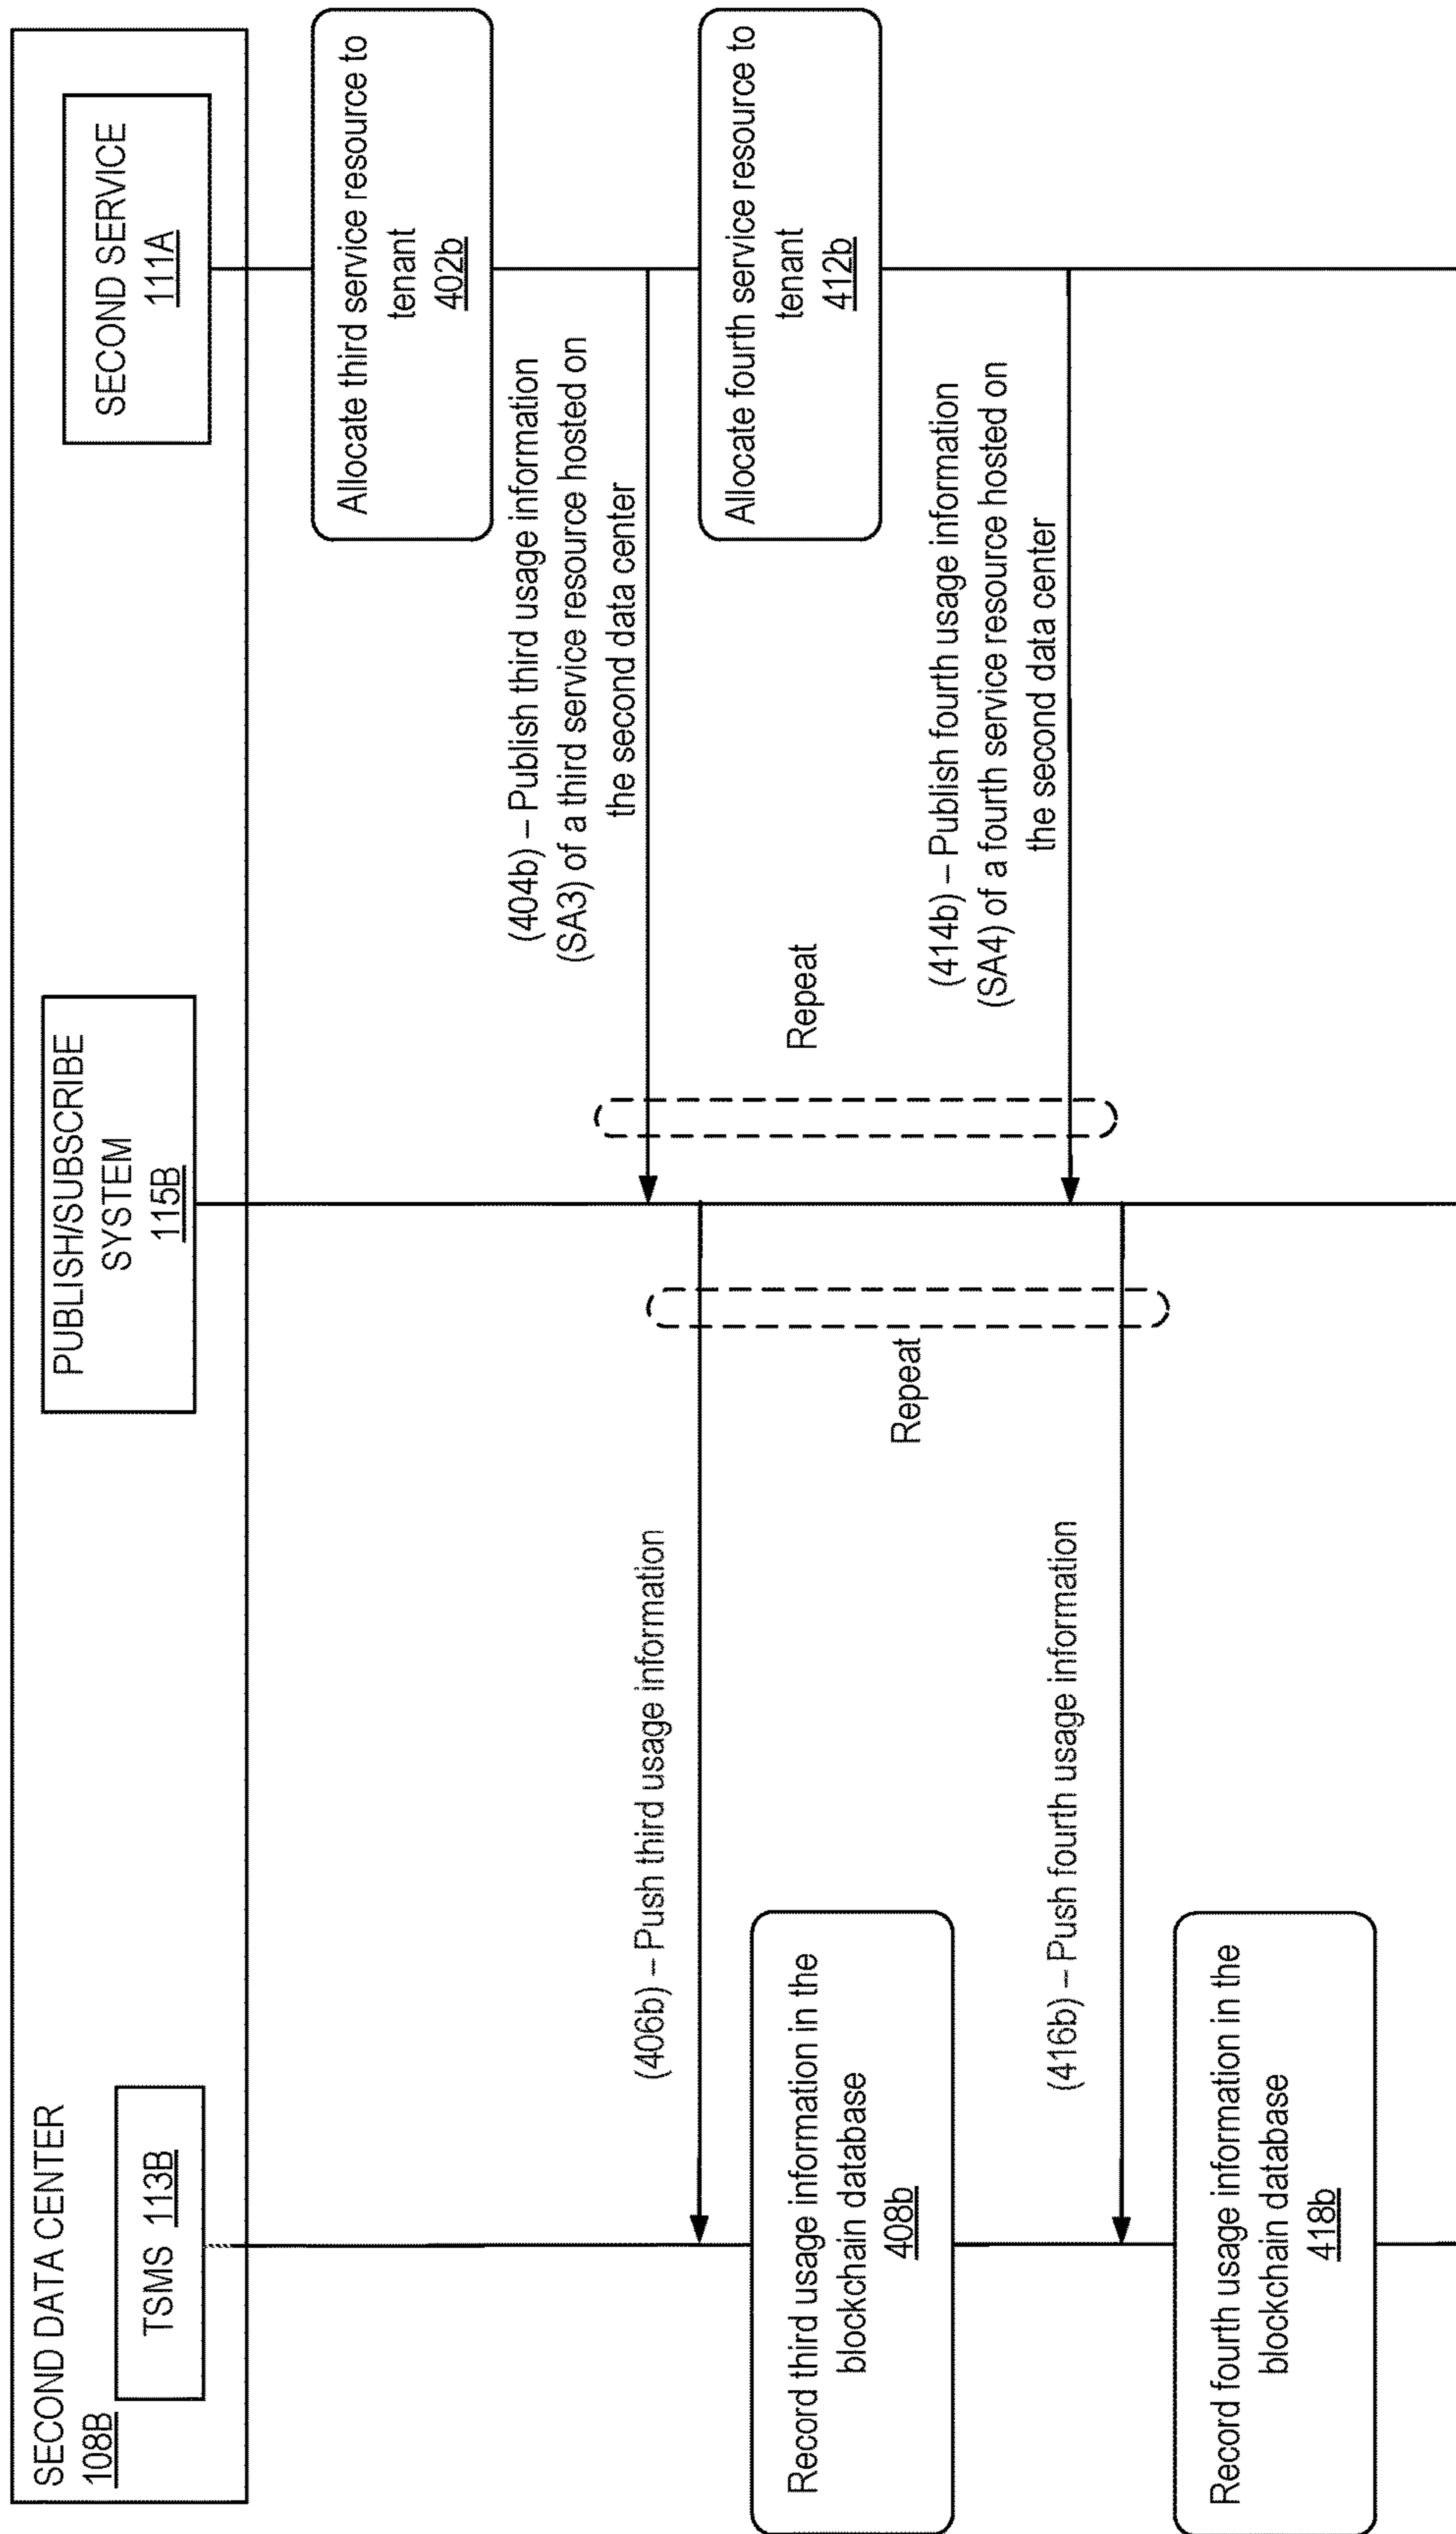 SECOND DATA CENTER
108B
TSMS 113B
PUBLISH/SUBSCRIBE
SYSTEM
115B
SECOND SERVICE
111A
Allocate third service resource to
tenant
402b
(404b) – Publish third usage information
(SA3) of a third service resource hosted on
the second data center
(406b) – Push third usage information
Allocate fourth service resource to
tenant
412b
Record third usage information in the
blockchain database
408b
Repeat
Repeat
(414b) – Publish fourth usage information
(SA4) of a fourth service resource hosted on
the second data center
(416b) – Push fourth usage information
Record fourth usage information in the
blockchain database
418b